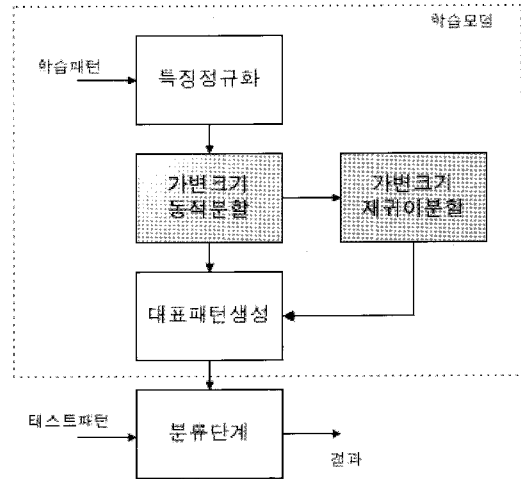 학습모델
학습패턴
특징정규화
가변크기
동적분할
가변크기
재귀이분할
대표패턴생성
테스트패턴
분류단계
결과